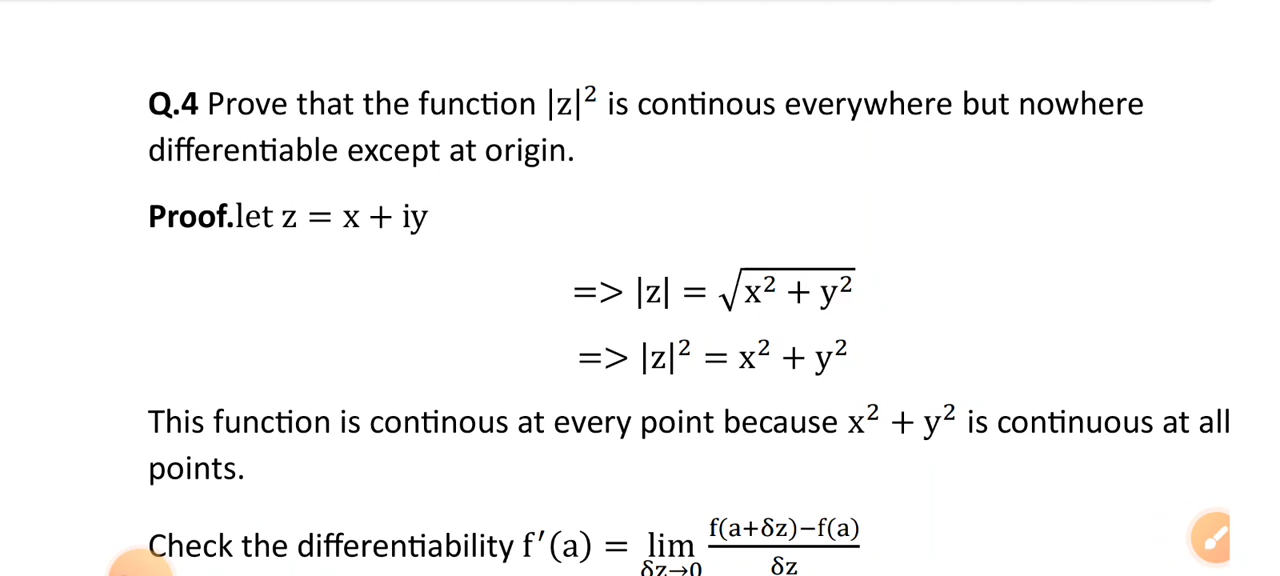 Q.4 Prove that the function |z|² is continous everywhere but nowhere
differentiable except at origin.
Proof.let z = x + iy
=> |z| = √(x² + y²)
=> |z|² = x² + y²
This function is continous at every point because x² + y² is continuous at all
points.
Check the differentiability f′(a) = lim δz→0 (f(a+δz)−f(a))/δz